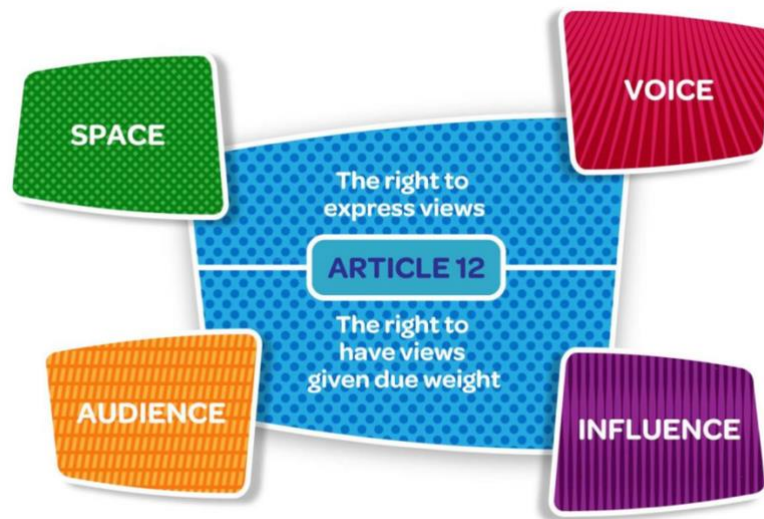 SPACE
VOICE
The right to
express views
ARTICLE 12
The right to
have views
given due weight
AUDIENCE
INFLUENCE